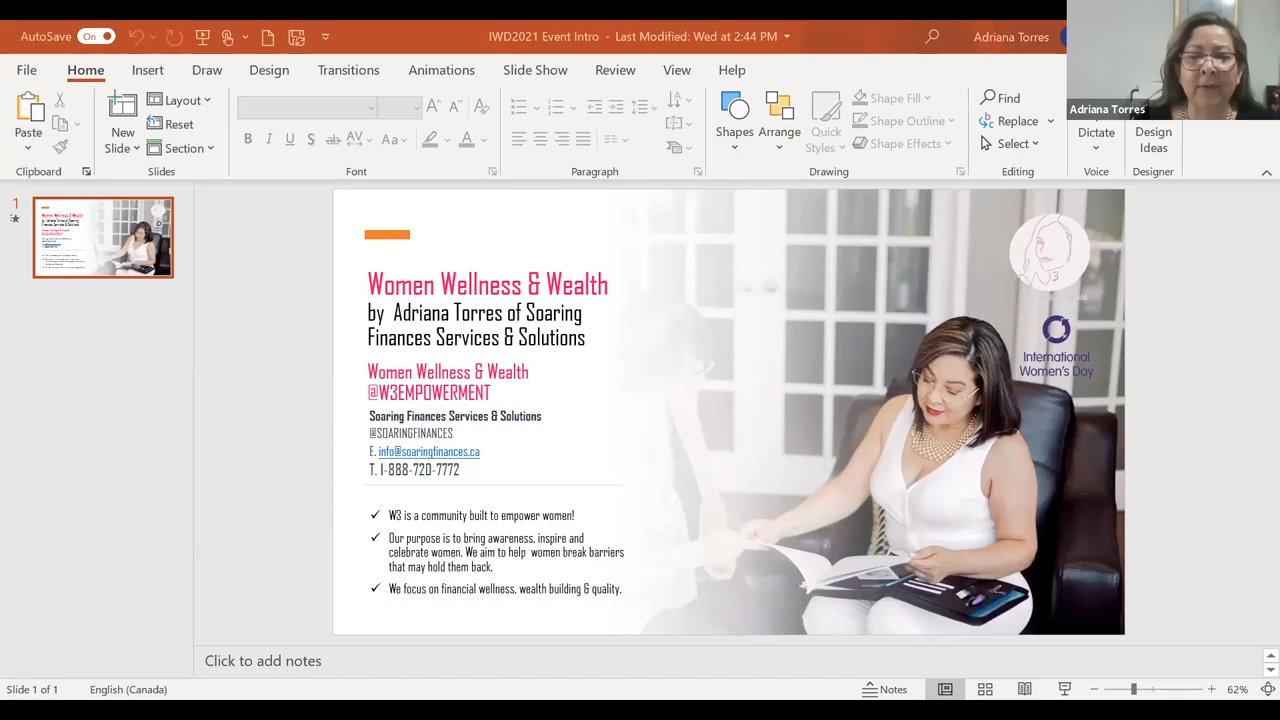 AutoSave On
IWD2021 Event Intro - Last Modified: Wed at 2:44 PM
Adriana Torres
Adriana Torres
File Home Insert Draw Design Transitions Animations Slide Show Review View Help
Paste
New
Slide
Layout
Reset
Section
B I U S ab AV Aa A
Shapes
Arrange
Quick
Styles
Shape Fill
Shape Outline
Shape Effects
Find
Replace
Select
Dictate
Design
Ideas
Clipboard Slides Font Paragraph Drawing Editing Voice Designer
1
Women Wellness & Wealth
by Adriana Torres of Soaring
Finances Services & Solutions
Women Wellness & Wealth
@W3EMPOWERMENT
Soaring Finances Services & Solutions
@SOARINGFINANCES
E. info@soaringfinances.ca
T. 1-888-720-7772
✓ W3 is a community built to empower women!
✓ Our purpose is to bring awareness, inspire and
celebrate women. We aim to help women break barriers
that may hold them back.
✓ We focus on financial wellness, wealth building & quality.
3
International
Women's Day
Click to add notes
Slide 1 of 1 English (Canada) Notes 62%